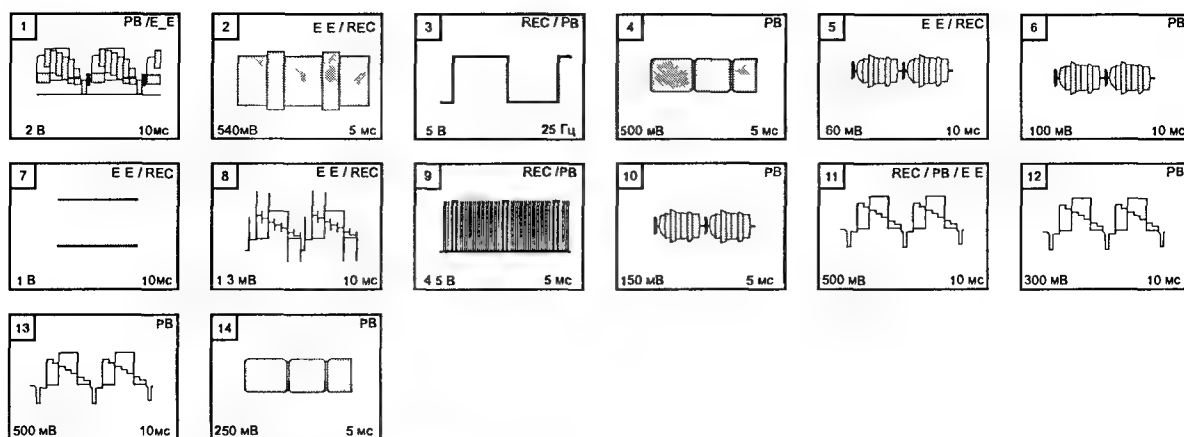 1 PB /E_E
2 В 10мс
2 E E / REC
540мВ 5 мс
3 REC / PB
5 В 25 Гц
4 PB
500 мВ 5 мс
5 E E / REC
60 мВ 10 мс
6 PB
100 мВ 10 мс
7 E E / REC
1 В 10мс
8 E E / REC
1 3 мВ 10 мс
9 REC /PB
4 5 В 5 мс
10 PB
150 мВ 5 мс
11 REC / PB / E E
500 мВ 10 мс
12 PB
300 мВ 10 мс
13 PB
500 мВ 10мс
14 PB
250 мВ 5 мс